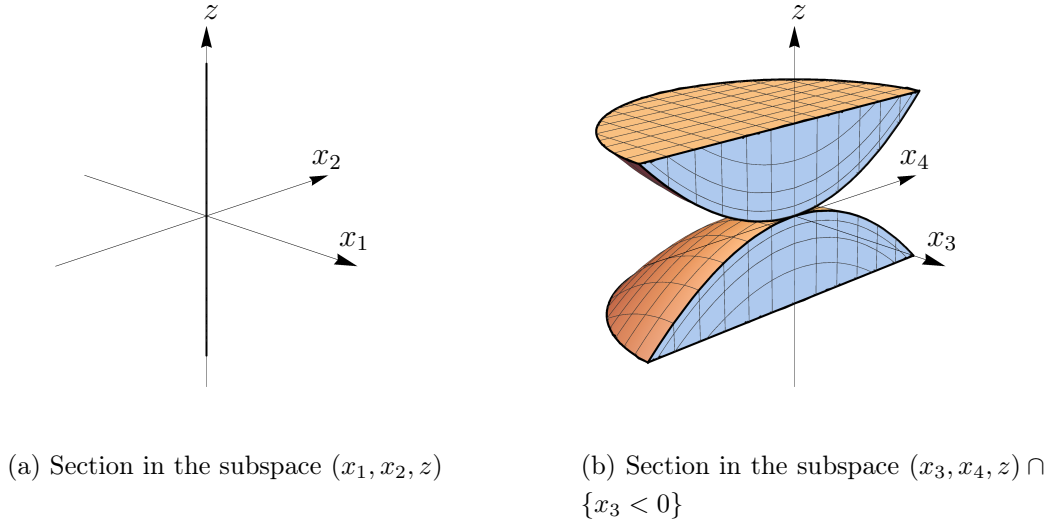 z
x₂
x₁
z
x₄
x₃
(a) Section in the subspace (x₁, x₂, z)
(b) Section in the subspace (x₃, x₄, z) ∩
{x₃ < 0}